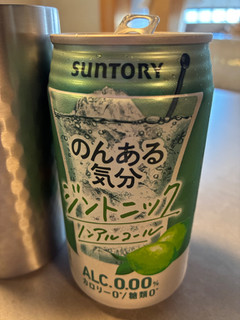 SUNTORY
のんある
気分
ジントニック
ノンアルコール
ALC.0.00%
カロリー0*/糖類0*